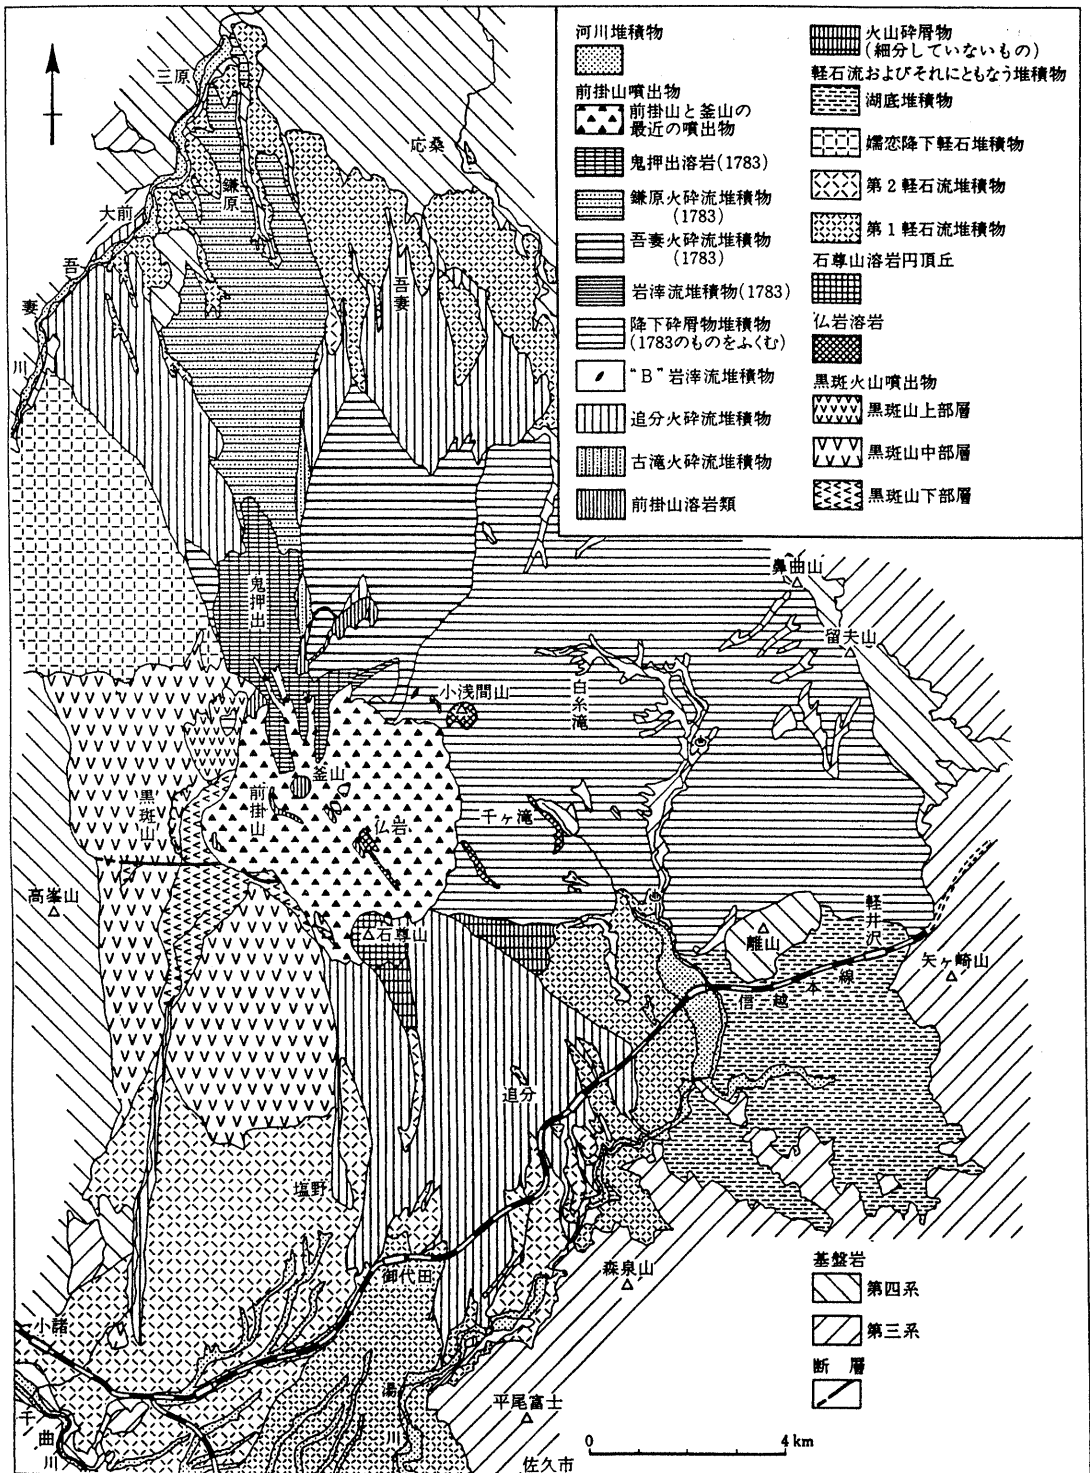 河川堆積物
前掛山噴出物
前掛山と釜山の
最近の噴出物
鬼押出溶岩(1783)
鎌原火砕流堆積物
(1783)
吾妻火砕流堆積物
(1783)
岩滓流堆積物(1783)
降下砕屑物堆積物
(1783のものをふくむ)
“B”岩滓流堆積物
追分火砕流堆積物
古滝火砕流堆積物
前掛山溶岩類
火山砕屑物
(細分していないもの)
軽石流およびそれにともなう堆積物
湖底堆積物
嬬恋降下軽石堆積物
第2軽石流堆積物
第1軽石流堆積物
石尊山溶岩円頂丘
仏岩溶岩
黒斑火山噴出物
黒斑山上部層
黒斑山中部層
黒斑山下部層
三原
応桑
鎌原
大前
吾妻川
吾妻
鼻曲山
留夫山
鬼押出
小浅間山
白糸滝
釜山
前掛山
黒斑山
仏岩
千ヶ滝
高峯山
石尊山
離山
軽井沢
矢ヶ崎山
信越本線
追分
塩野
御代田
森泉山
小諸
千曲川
湯川
平尾富士
佐久市
基盤岩
第四系
第三系
断層
0 4km